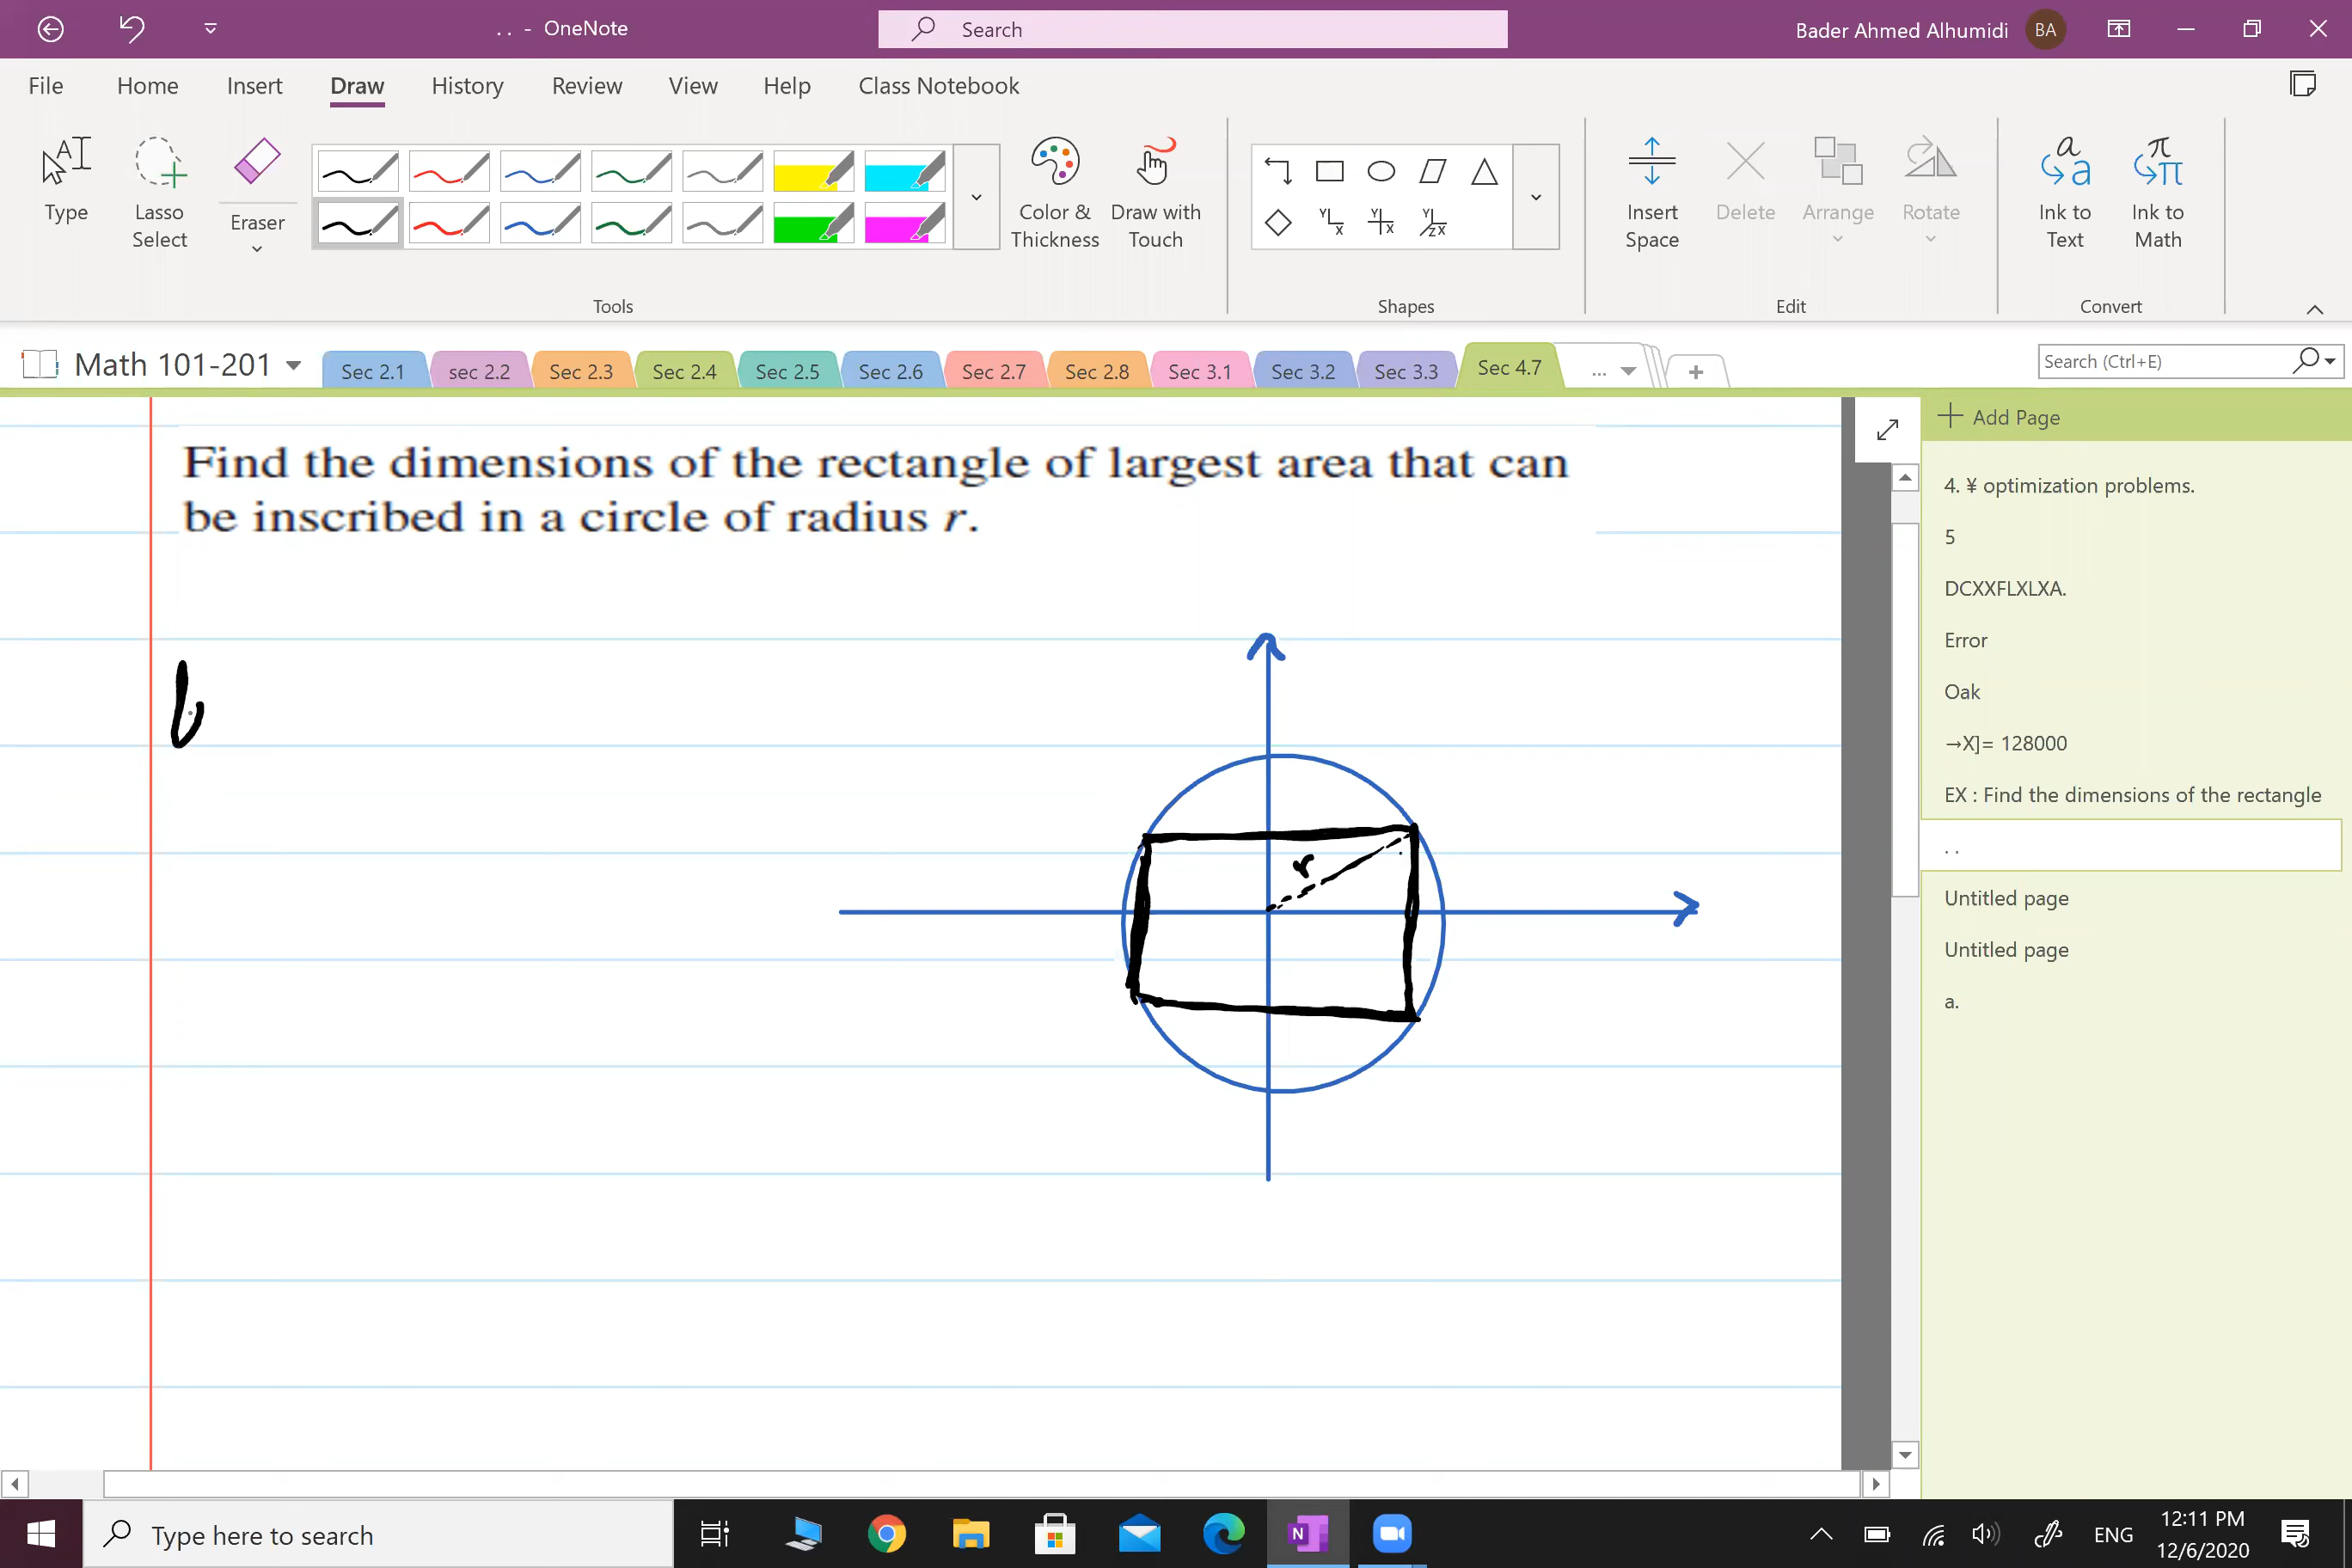 . . - OneNote
Search
Bader Ahmed Alhumidi BA
File Home Insert Draw History Review View Help Class Notebook
Type
Lasso Select
Eraser
Color & Thickness
Draw with Touch
Insert Space
Delete
Arrange
Rotate
Ink to Text
Ink to Math
Tools Shapes Edit Convert
Math 101-201 Sec 2.1 sec 2.2 Sec 2.3 Sec 2.4 Sec 2.5 Sec 2.6 Sec 2.7 Sec 2.8 Sec 3.1 Sec 3.2 Sec 3.3 Sec 4.7 ... +
Search (Ctrl+E)
Find the dimensions of the rectangle of largest area that can
be inscribed in a circle of radius r.
r
Add Page
4. ¥ optimization problems.
5
DCXXFLXLXA.
Error
Oak
→X]= 128000
EX : Find the dimensions of the rectangle
. .
Untitled page
Untitled page
a.
Type here to search
ENG
12:11 PM
12/6/2020